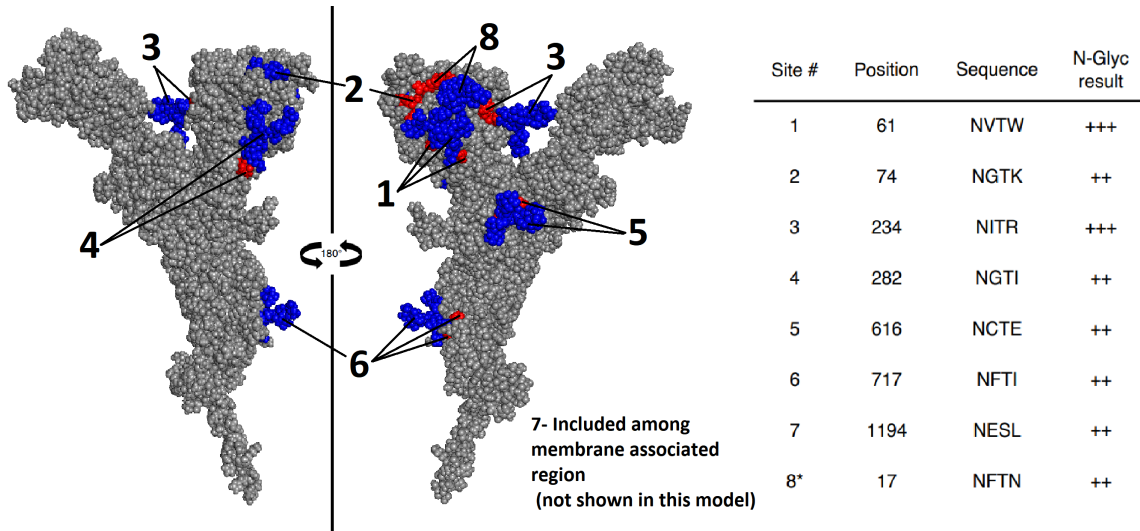 3
2
4
180°
6
8
3
1
5
7- Included among
membrane associated
region
(not shown in this model)
Site # Position Sequence N-Glyc result
1 61 NVTW +++
2 74 NGTK ++
3 234 NITR +++
4 282 NGTI ++
5 616 NCTE ++
6 717 NFTI ++
7 1194 NESL ++
8* 17 NFTN ++